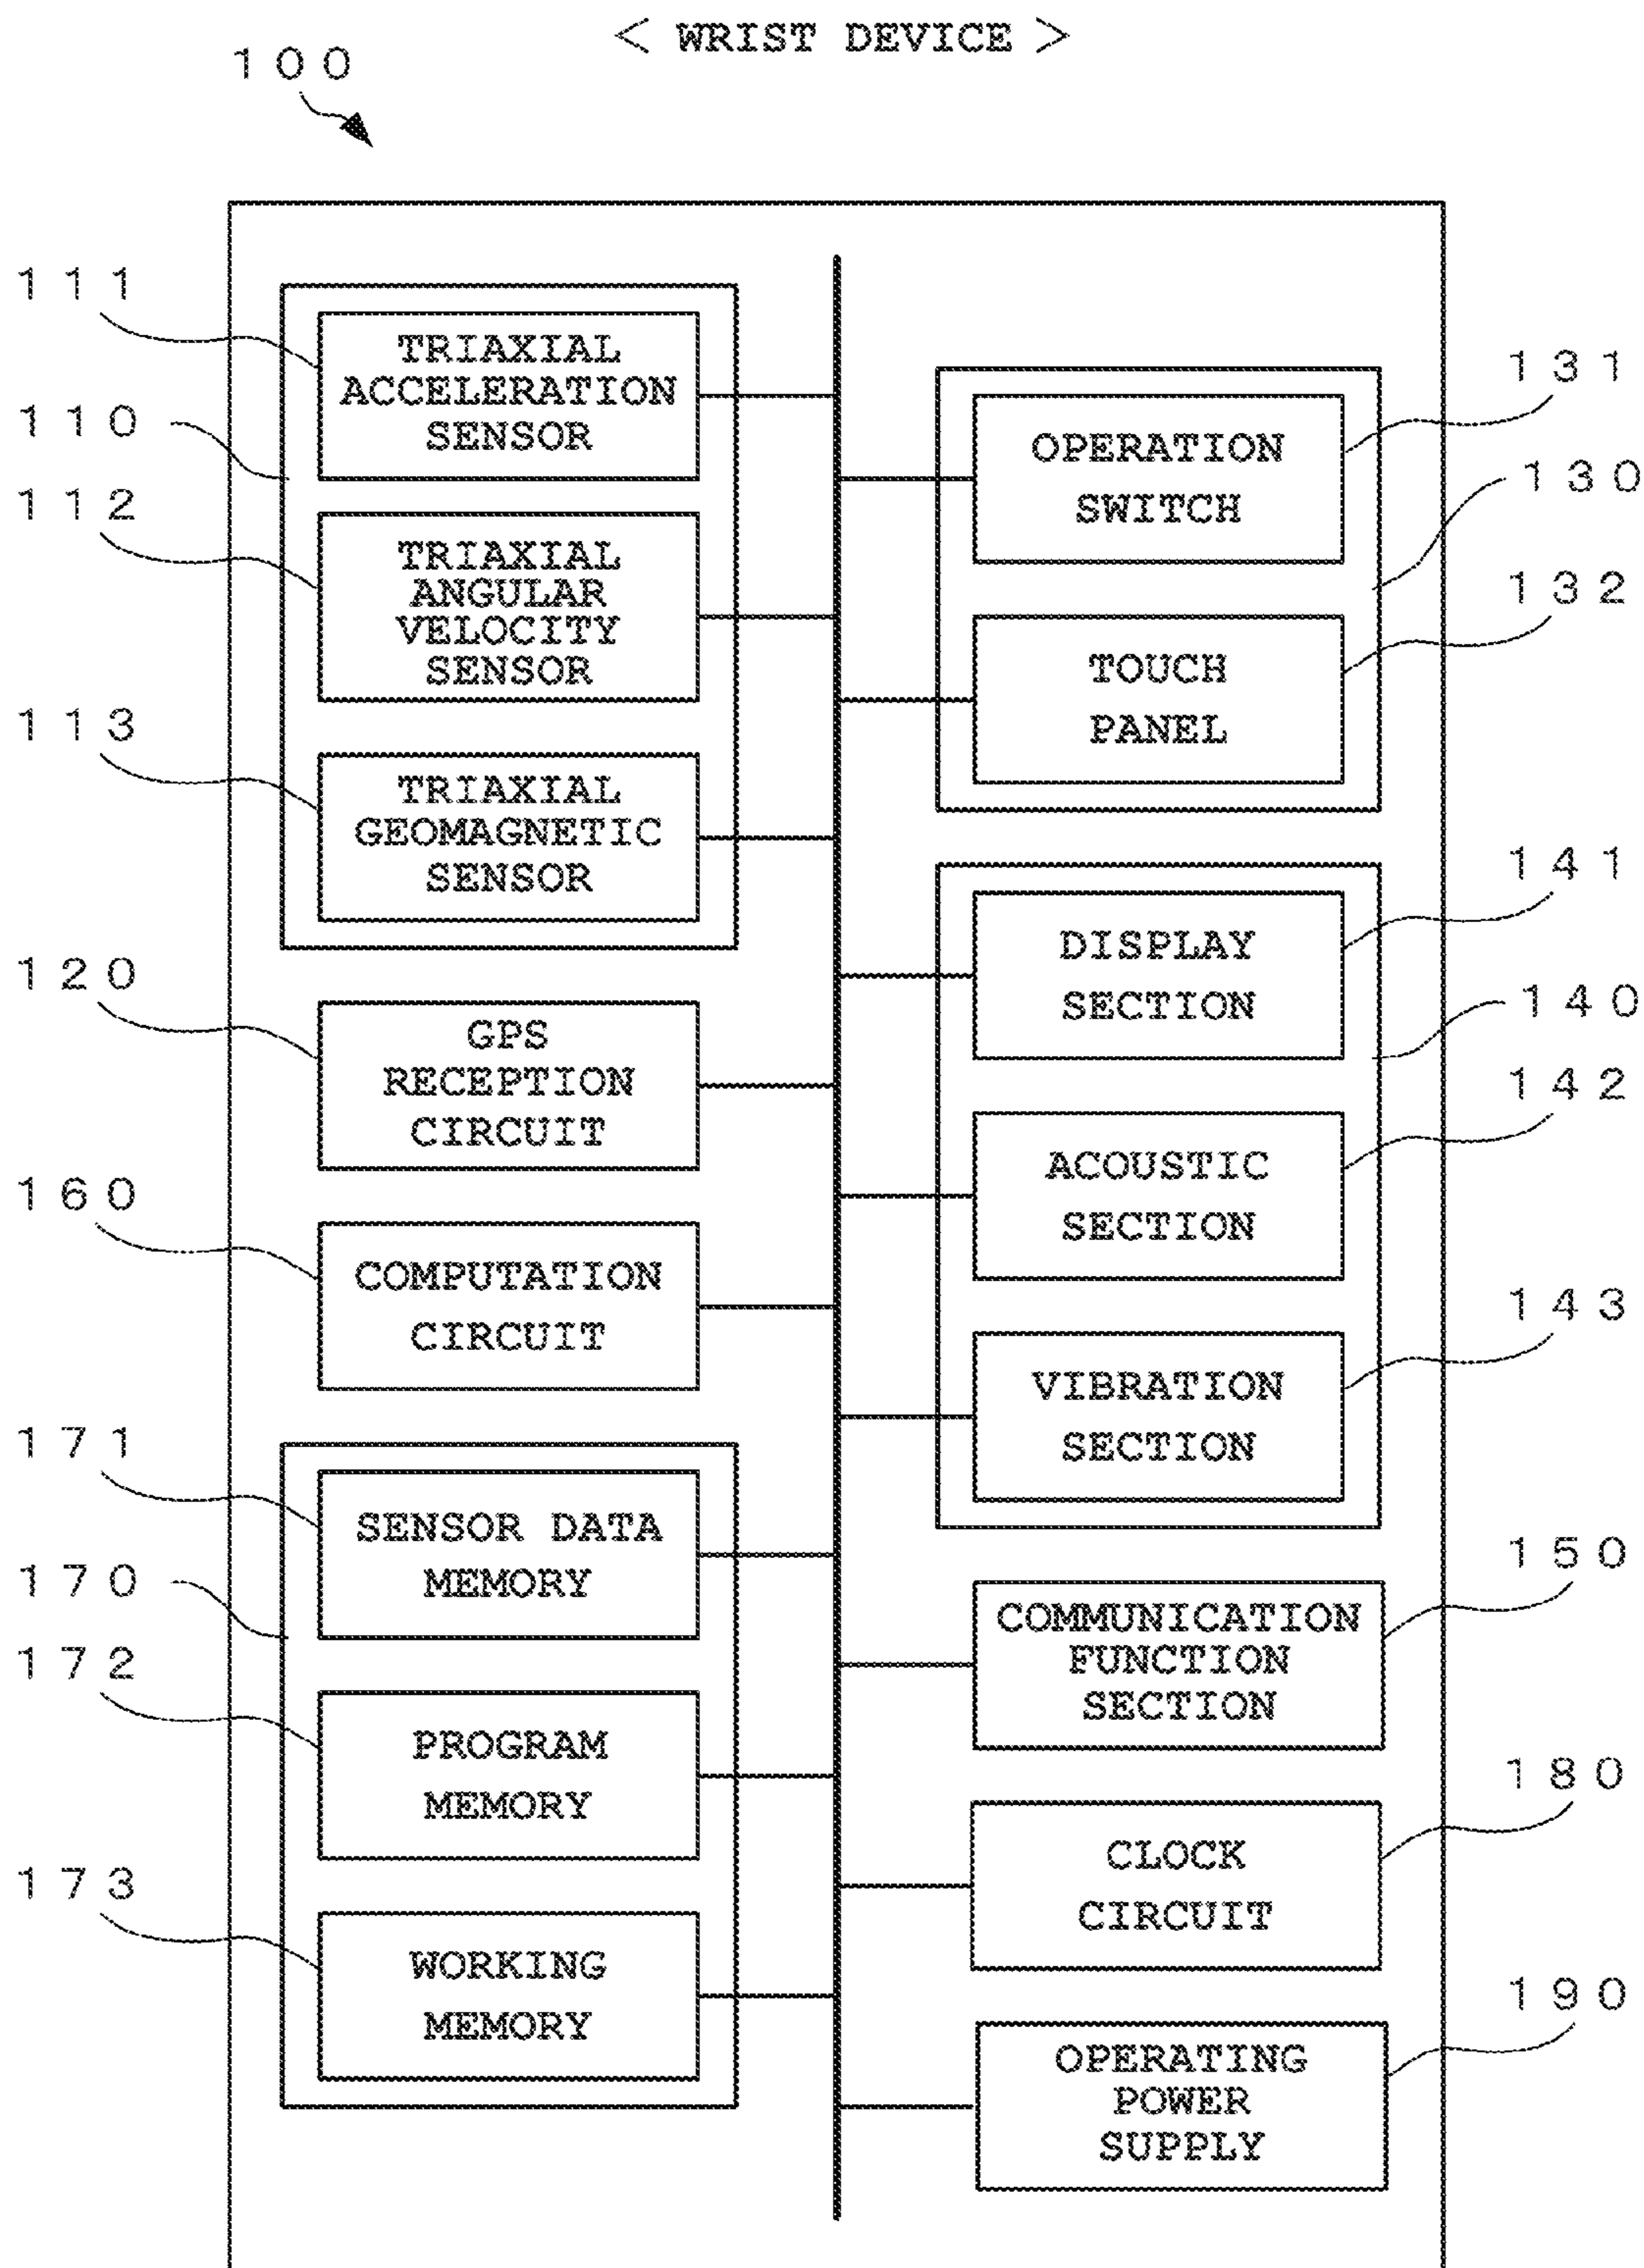 < WRIST DEVICE >
100
111
TRIAXIAL
ACCELERATION
SENSOR
110
112
TRIAXIAL
ANGULAR
VELOCITY
SENSOR
113
TRIAXIAL
GEOMAGNETIC
SENSOR
120
GPS
RECEPTION
CIRCUIT
160
COMPUTATION
CIRCUIT
171
SENSOR DATA
MEMORY
170
172
PROGRAM
MEMORY
173
WORKING
MEMORY
131
OPERATION
SWITCH
130
132
TOUCH
PANEL
141
DISPLAY
SECTION
140
142
ACOUSTIC
SECTION
143
VIBRATION
SECTION
150
COMMUNICATION
FUNCTION
SECTION
180
CLOCK
CIRCUIT
190
OPERATING
POWER
SUPPLY